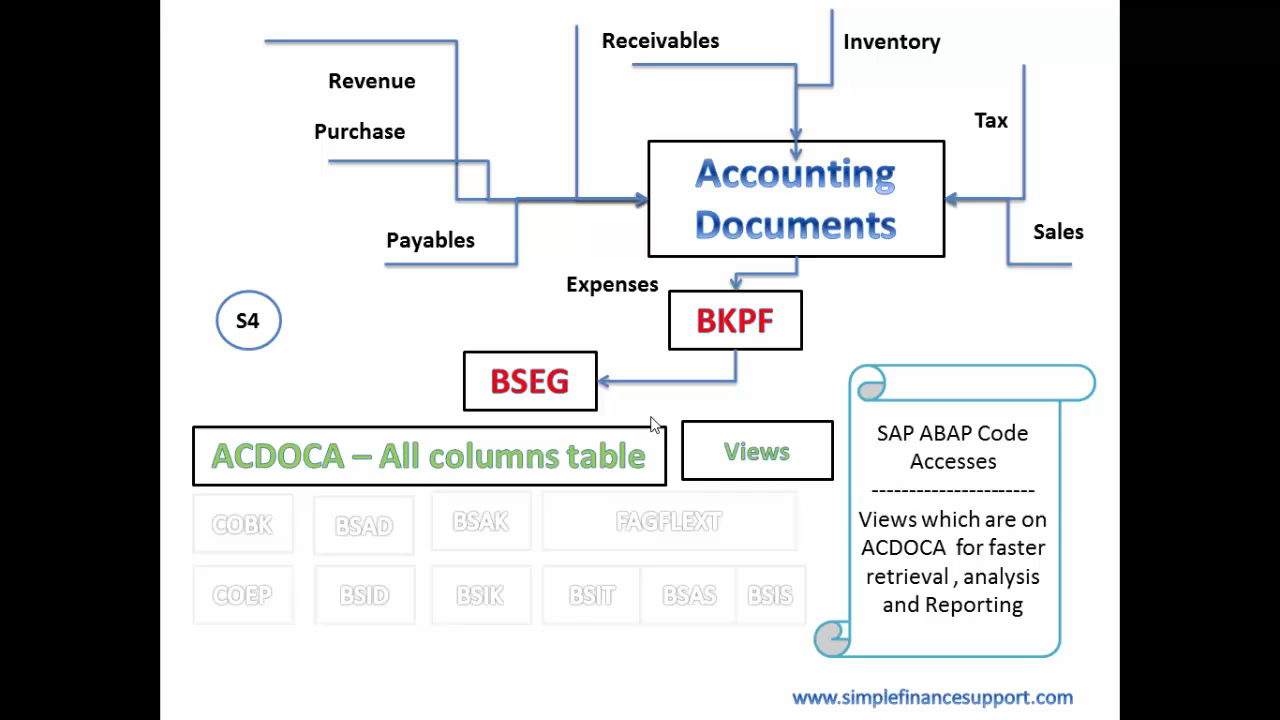 Receivables
Inventory
Revenue
Purchase
Tax
Accounting
Documents
Payables
Sales
Expenses
S4
BKPF
BSEG
ACDOCA – All columns table
Views
SAP ABAP Code
Accesses
----------------------
Views which are on
ACDOCA for faster
retrieval , analysis
and Reporting
COBK
BSAD
BSAK
FAGFLEXT
COEP
BSID
BSIK
BSIT
BSAS
BSIS
www.simplefinancesupport.com